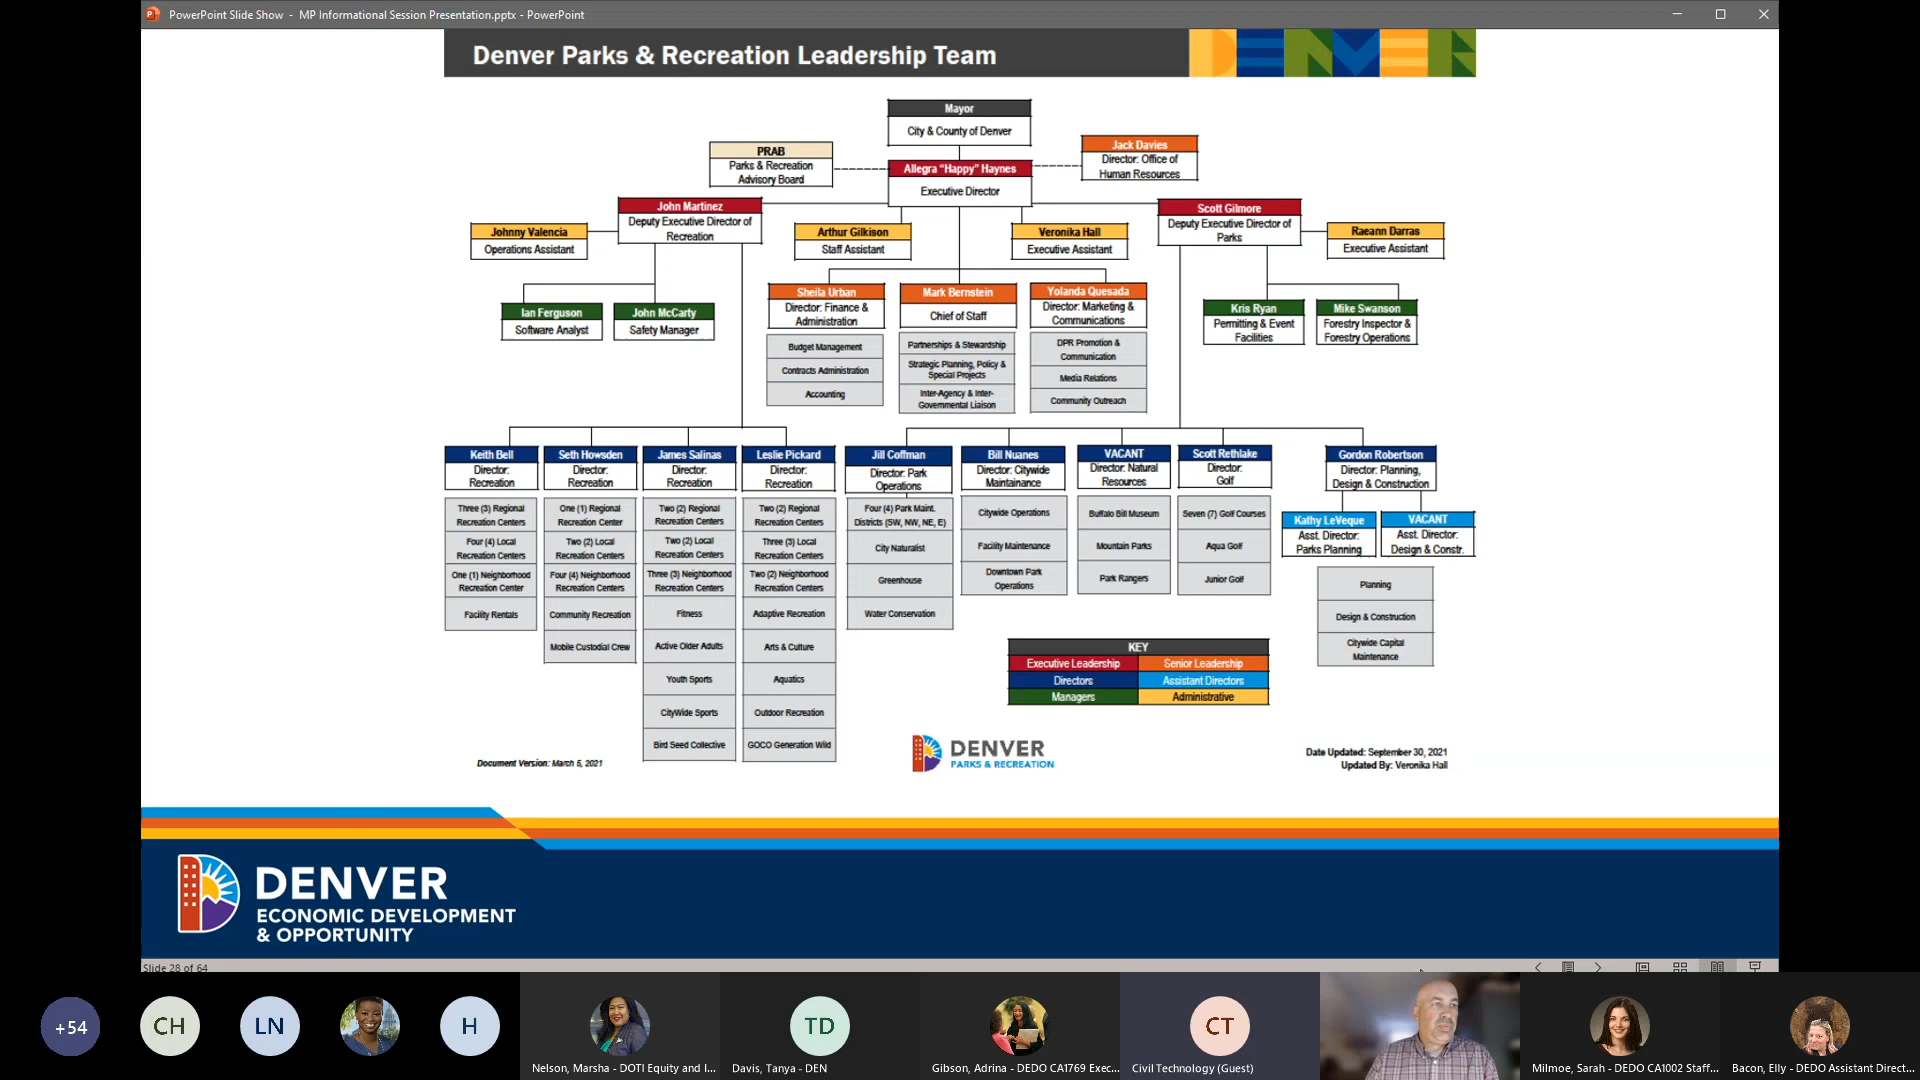 PowerPoint Slide Show - MP Informational Session Presentation.pptx - PowerPoint
Denver Parks & Recreation Leadership Team
DENVER
Mayor
City & County of Denver
PRAB
Parks & Recreation
Advisory Board
Allegra “Happy” Haynes
Executive Director
Jack Davies
Director: Office of
Human Resources
John Martinez
Deputy Executive Director of
Recreation
Scott Gilmore
Deputy Executive Director of
Parks
Johnny Valencia
Operations Assistant
Arthur Gilkison
Staff Assistant
Veronika Hall
Executive Assistant
Raeann Darras
Executive Assistant
Ian Ferguson
Software Analyst
John McCarty
Safety Manager
Sheila Urban
Director: Finance &
Administration
Budget Management
Contracts Administration
Accounting
Mark Bernstein
Chief of Staff
Partnerships & Stewardship
Strategic Planning, Policy &
Special Projects
Inter-Agency & Inter-
Governmental Liaison
Yolanda Quesada
Director: Marketing &
Communications
DPR Promotion &
Communication
Media Relations
Community Outreach
Kris Ryan
Permitting & Event
Facilities
Mike Swanson
Forestry Inspector &
Forestry Operations
Keith Bell
Director:
Recreation
Three (3) Regional
Recreation Centers
Four (4) Local
Recreation Centers
One (1) Neighborhood
Recreation Center
Facility Rentals
Seth Howsden
Director:
Recreation
One (1) Regional
Recreation Center
Two (2) Local
Recreation Centers
Four (4) Neighborhood
Recreation Centers
Community Recreation
Mobile Custodial Crew
James Salinas
Director:
Recreation
Two (2) Regional
Recreation Centers
Two (2) Local
Recreation Centers
Three (3) Neighborhood
Recreation Centers
Fitness
Active Older Adults
Youth Sports
CityWide Sports
Bird Seed Collective
Leslie Pickard
Director:
Recreation
Two (2) Regional
Recreation Centers
Three (3) Local
Recreation Centers
Two (2) Neighborhood
Recreation Centers
Adaptive Recreation
Arts & Culture
Aquatics
Outdoor Recreation
GOCO Generation Wild
Jill Coffman
Director: Park
Operations
Four (4) Park Maint.
Districts (SW, NW, NE, E)
City Naturalist
Greenhouse
Water Conservation
Bill Nuanes
Director: Citywide
Maintainance
Citywide Operations
Facility Maintenance
Downtown Park
Operations
VACANT
Director: Natural
Resources
Buffalo Bill Museum
Mountain Parks
Park Rangers
Scott Rethlake
Director:
Golf
Seven (7) Golf Courses
Aqua Golf
Junior Golf
Gordon Robertson
Director: Planning,
Design & Construction
Kathy LeVeque
Asst. Director:
Parks Planning
VACANT
Asst. Director:
Design & Constr.
Planning
Design & Construction
Citywide Capital
Maintenance
KEY
Executive Leadership
Senior Leadership
Directors
Assistant Directors
Managers
Administrative
Document Version: March 5, 2021
DENVER
PARKS & RECREATION
Date Updated: September 30, 2021
Updated By: Veronika Hall
DENVER
ECONOMIC DEVELOPMENT
& OPPORTUNITY
Slide 28 of 64
+54
CH
LN
H
TD
CT
Nelson, Marsha - DOTI Equity and I...
Davis, Tanya - DEN
Gibson, Adrina - DEDO CA1769 Exec...
Civil Technology (Guest)
Milmoe, Sarah - DEDO CA1002 Staff...
Bacon, Elly - DEDO Assistant Direct...